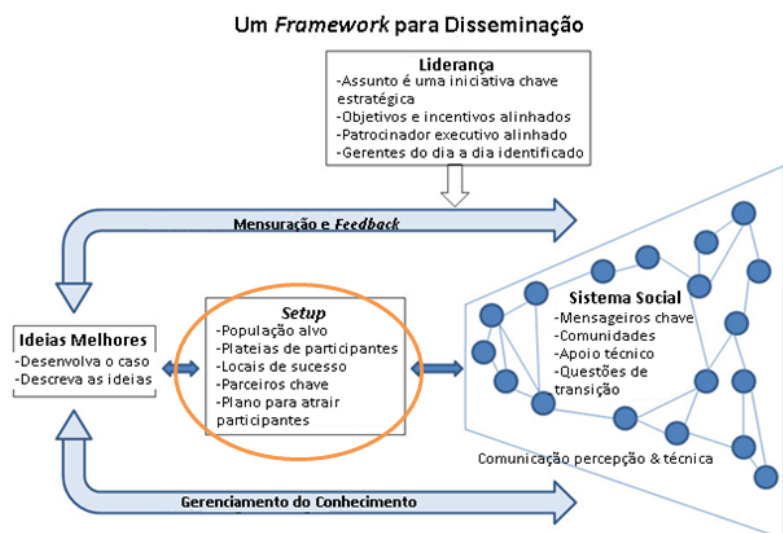 Um Framework para Disseminação
Liderança
-Assunto é uma iniciativa chave
estratégica
-Objetivos e incentivos alinhados
-Patrocinador executivo alinhado
-Gerentes do dia a dia identificado
Mensuração e Feedback
Ideias Melhores
-Desenvolva o caso
-Descreva as ideias
Setup
-População alvo
-Plateias de participantes
-Locais de sucesso
-Parceiros chave
-Plano para atrair
participantes
Sistema Social
-Mensageiros chave
-Comunidades
-Apoio técnico
-Questões de
transição
Comunicação percepção & técnica
Gerenciamento do Conhecimento